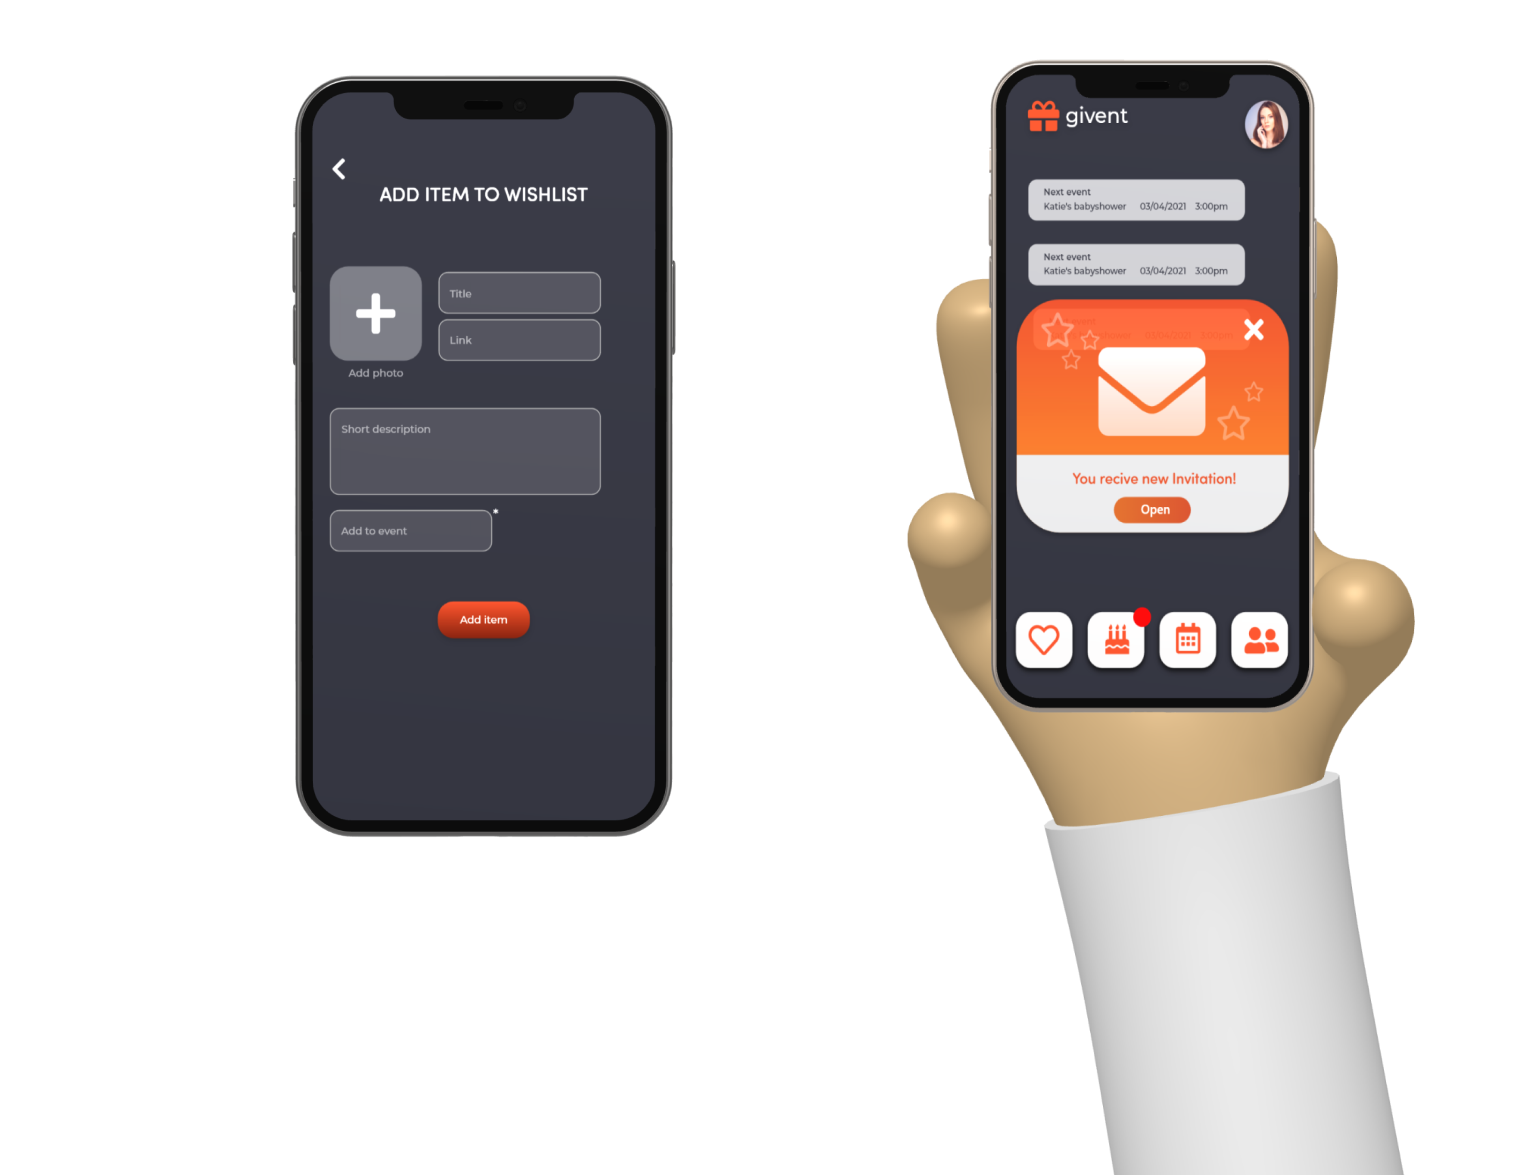 ADD ITEM TO WISHLIST
Title
Link
Add photo
Short description
Add to event *
Add item
givent
Next event
Katie's babyshower 03/04/2021 3:00pm
Next event
Katie's babyshower 03/04/2021 3:00pm
You recive new Invitation!
Open